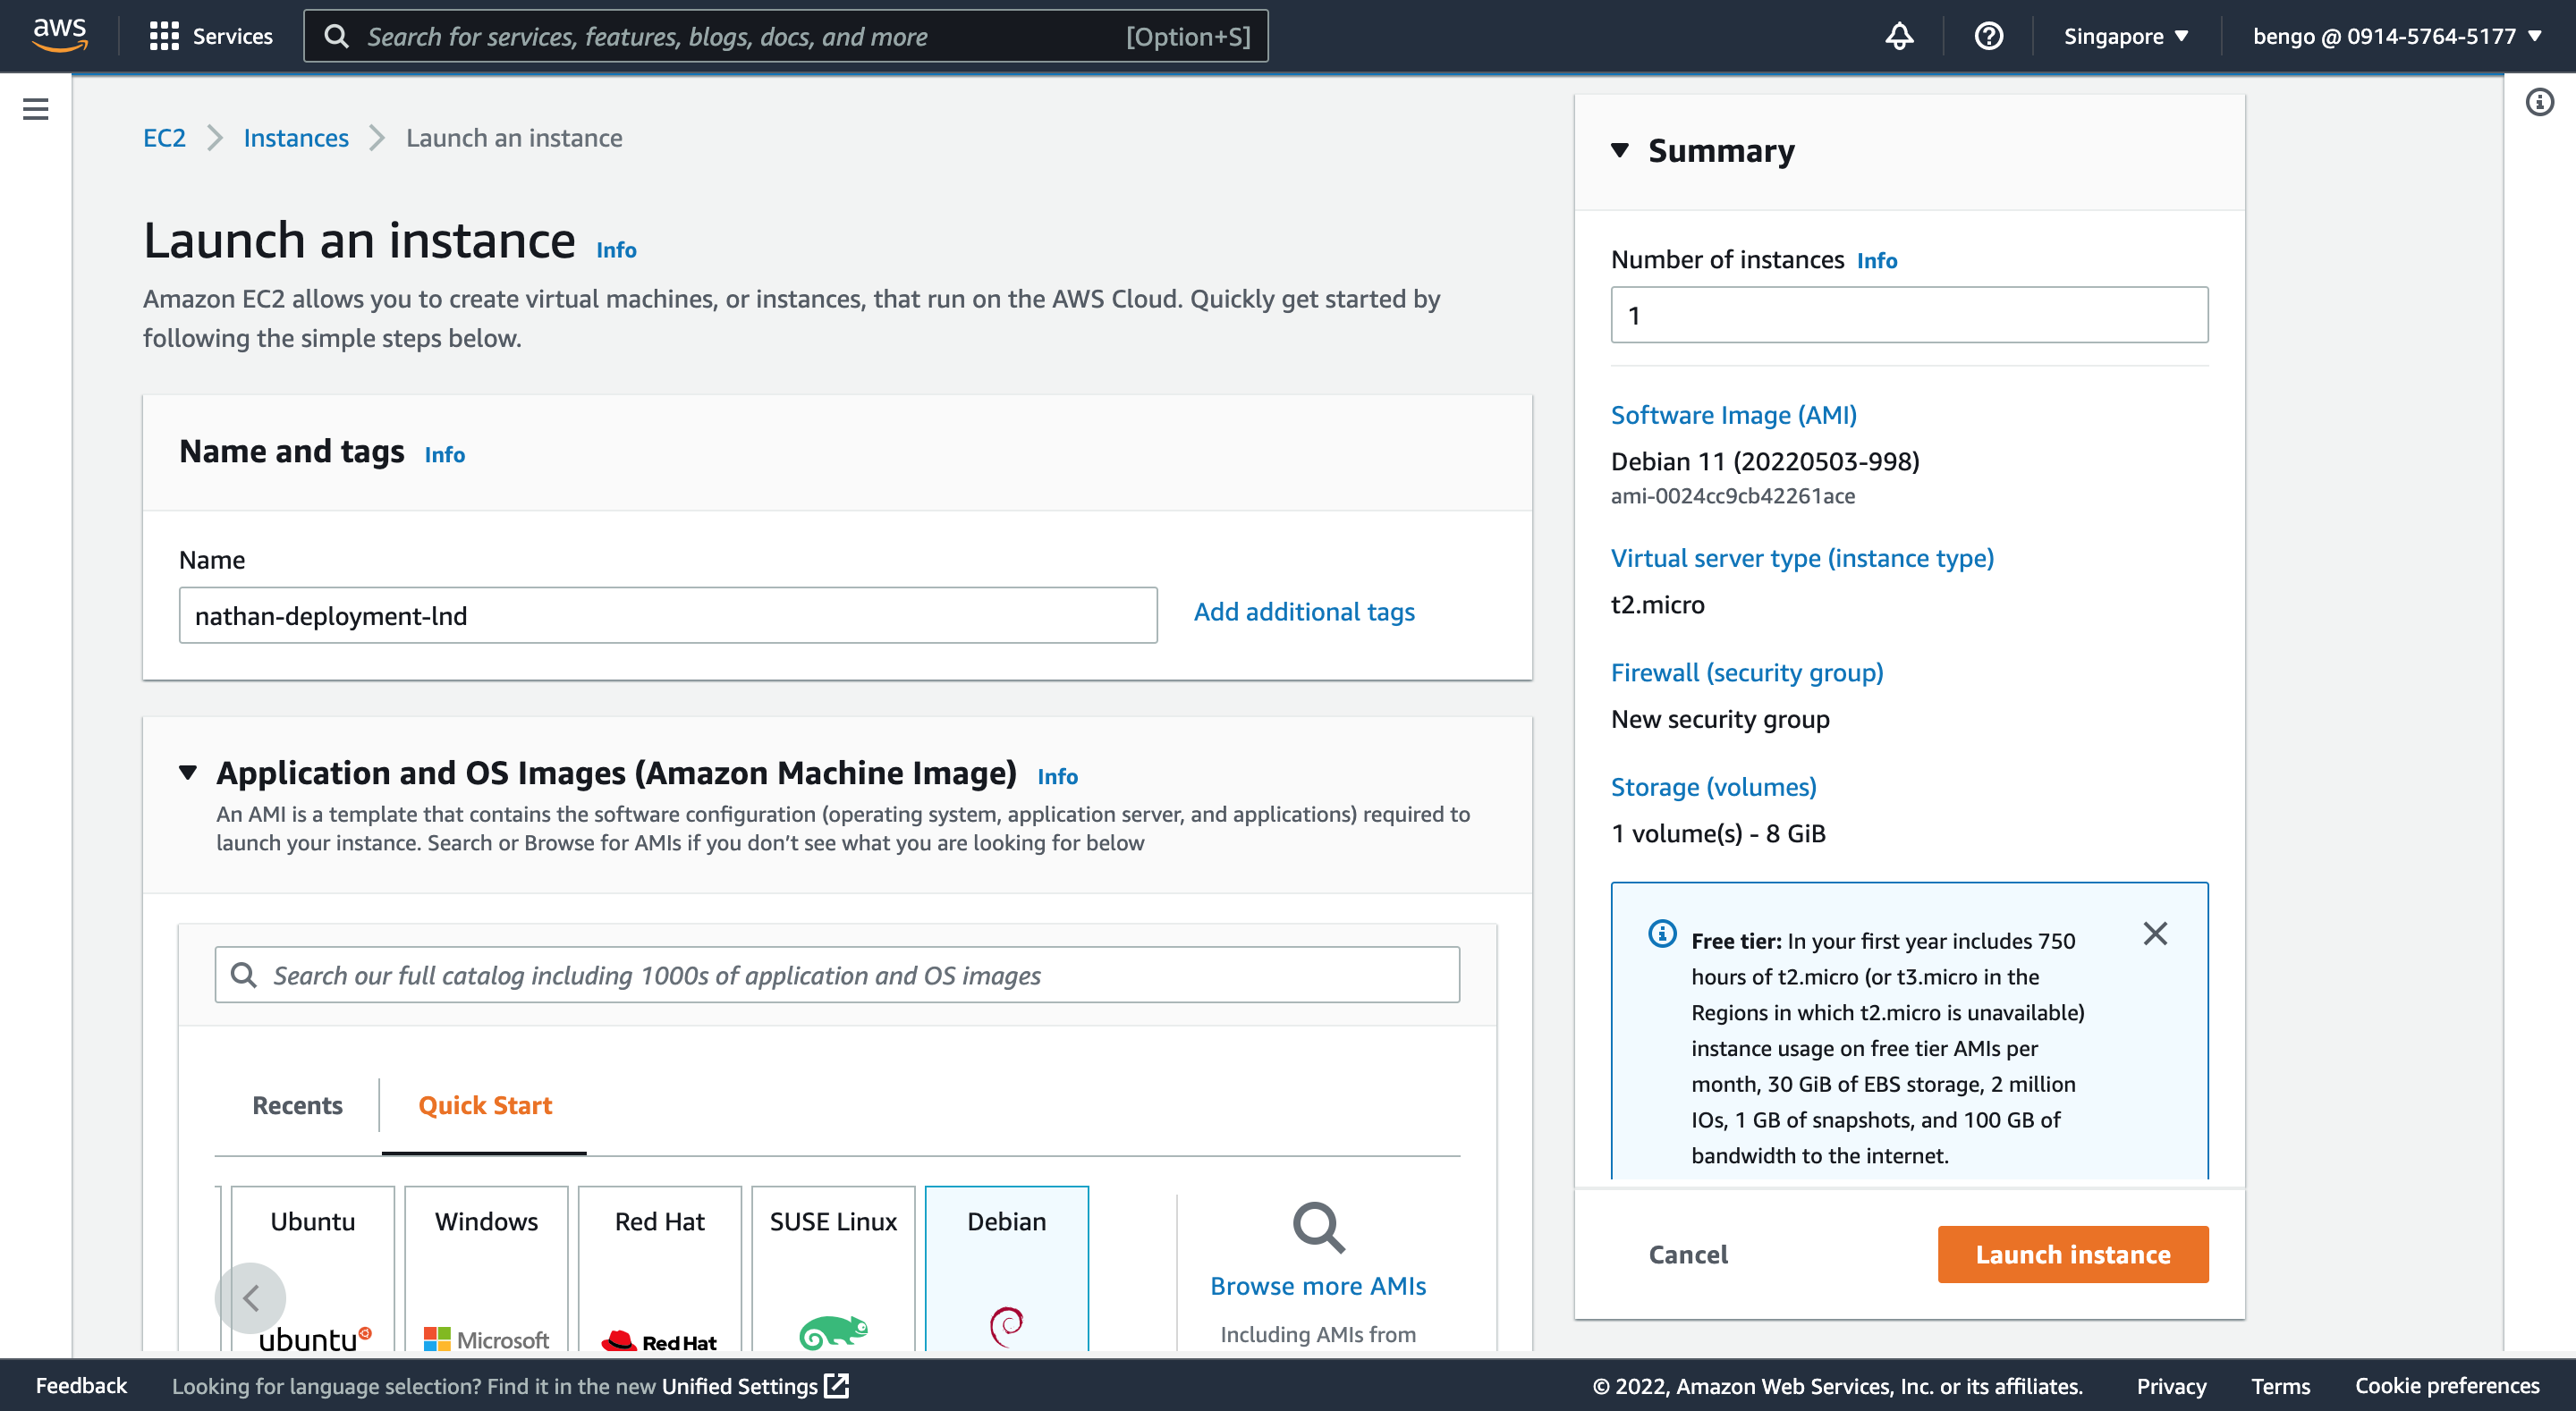 aws
Services
Search for services, features, blogs, docs, and more
[Option+S]
Singapore
bengo @ 0914-5764-5177
EC2
Instances
Launch an instance
Launch an instance Info
Amazon EC2 allows you to create virtual machines, or instances, that run on the AWS Cloud. Quickly get started by
following the simple steps below.
Name and tags Info
Name
nathan-deployment-lnd
Add additional tags
Application and OS Images (Amazon Machine Image) Info
An AMI is a template that contains the software configuration (operating system, application server, and applications) required to
launch your instance. Search or Browse for AMIs if you don’t see what you are looking for below
Search our full catalog including 1000s of application and OS images
Recents
Quick Start
Ubuntu
ubuntu
Windows
Microsoft
Red Hat
Red Hat
SUSE Linux
Debian
Browse more AMIs
Including AMIs from
Summary
Number of instances Info
1
Software Image (AMI)
Debian 11 (20220503-998)
ami-0024cc9cb42261ace
Virtual server type (instance type)
t2.micro
Firewall (security group)
New security group
Storage (volumes)
1 volume(s) - 8 GiB
Free tier: In your first year includes 750
hours of t2.micro (or t3.micro in the
Regions in which t2.micro is unavailable)
instance usage on free tier AMIs per
month, 30 GiB of EBS storage, 2 million
IOs, 1 GB of snapshots, and 100 GB of
bandwidth to the internet.
Cancel
Launch instance
Feedback
Looking for language selection? Find it in the new Unified Settings
© 2022, Amazon Web Services, Inc. or its affiliates.
Privacy
Terms
Cookie preferences